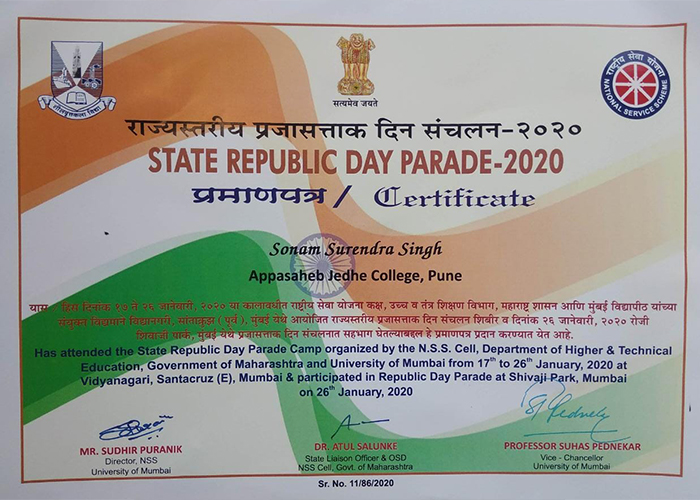 राष्ट्रीय सेवा योजना
NATIONAL SERVICE SCHEME
सत्यमेव जयते
राज्यस्तरीय प्रजासत्ताक दिन संचलन-२०२०
STATE REPUBLIC DAY PARADE-2020
प्रमाणपत्र / Certificate
Sonam Surendra Singh
Appasaheb Jedhe College, Pune
यास हिस दिनांक १७ ते २६ जानेवारी, २०२० या कालावधीत राष्ट्रीय सेवा योजना कक्ष, उच्च व तंत्र शिक्षण विभाग, महाराष्ट्र शासन आणि मुंबई विद्यापीठ यांच्या
संयुक्त विद्यमाने विद्यानगरी, सांताक्रुझ (पूर्व), मुंबई येथे आयोजित राज्यस्तरीय प्रजासत्ताक दिन संचलन शिबीर व दिनांक २६ जानेवारी, २०२० रोजी
शिवाजी पार्क, मुंबई येथे प्रजासत्ताक दिन संचलनात सहभाग घेतल्याबद्दल हे प्रमाणपत्र प्रदान करण्यात येत आहे.
Has attended the State Republic Day Parade Camp organized by the N.S.S. Cell, Department of Higher & Technical
Education, Government of Maharashtra and University of Mumbai from 17th to 26th January, 2020 at
Vidyanagari, Santacruz (E), Mumbai & participated in Republic Day Parade at Shivaji Park, Mumbai
on 26th January, 2020
MR. SUDHIR PURANIK
Director, NSS
University of Mumbai
DR. ATUL SALUNKE
State Liaison Officer & OSD
NSS Cell, Govt. of Maharashtra
PROFESSOR SUHAS PEDNEKAR
Vice - Chancellor
University of Mumbai
Sr. No. 11/86/2020